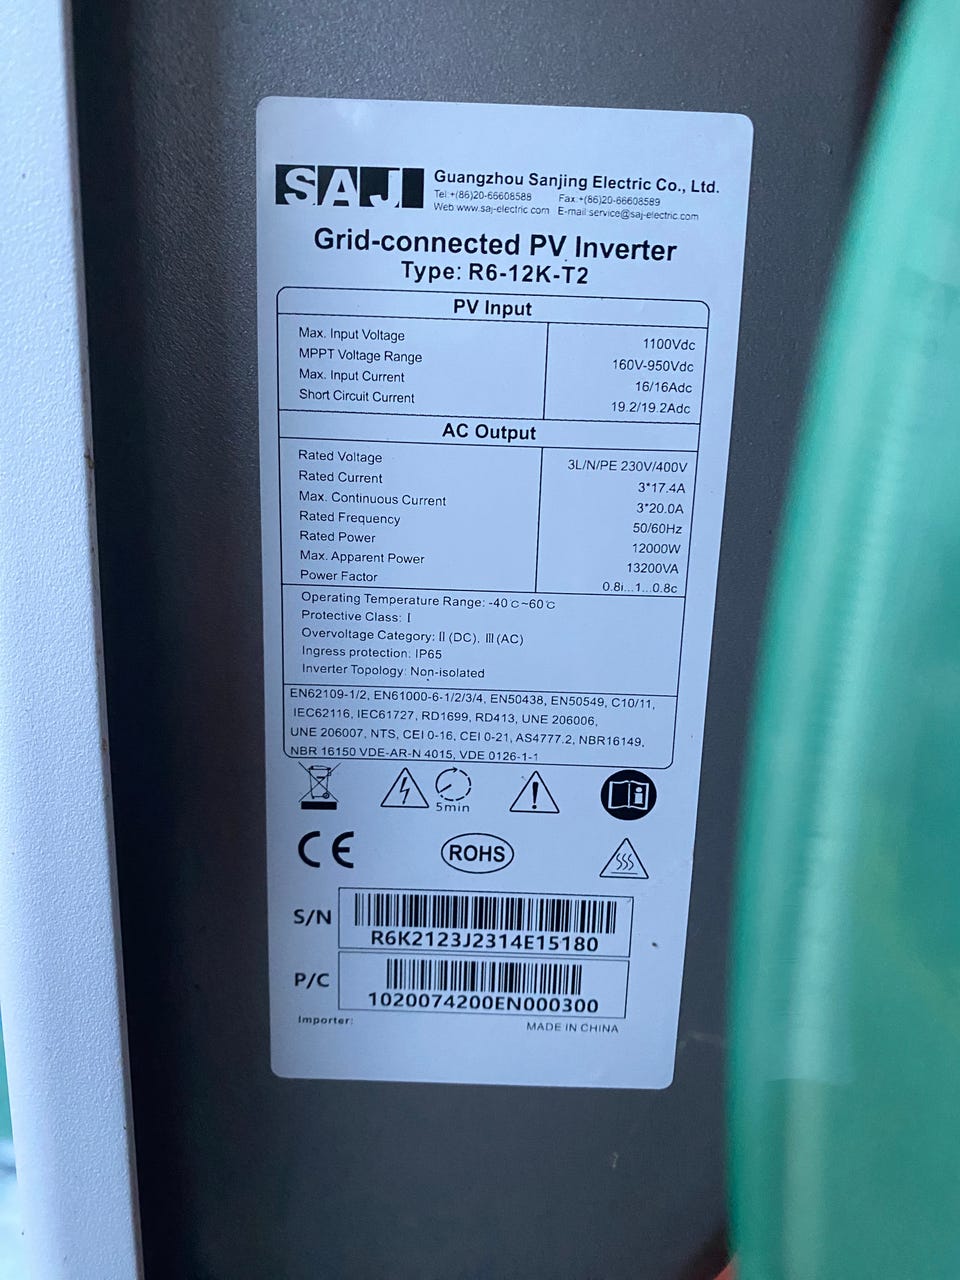 SAJ
Guangzhou Sanjing Electric Co., Ltd.
Tel:+(86)20-66608588 Fax:+(86)20-66608589
Web:www.saj-electric.com E-mail:service@saj-electric.com
Grid-connected PV Inverter
Type: R6-12K-T2
PV Input
Max. Input Voltage 1100Vdc
MPPT Voltage Range 160V-950Vdc
Max. Input Current 16/16Adc
Short Circuit Current 19.2/19.2Adc
AC Output
Rated Voltage 3L/N/PE 230V/400V
Rated Current 3*17.4A
Max. Continuous Current 3*20.0A
Rated Frequency 50/60Hz
Rated Power 12000W
Max. Apparent Power 13200VA
Power Factor 0.8i...1...0.8c
Operating Temperature Range: -40℃~60℃
Protective Class: I
Overvoltage Category: II (DC), III (AC)
Ingress protection: IP65
Inverter Topology: Non-isolated
EN62109-1/2, EN61000-6-1/2/3/4, EN50438, EN50549, C10/11,
IEC62116, IEC61727, RD1699, RD413, UNE 206006,
UNE 206007, NTS, CEI 0-16, CEI 0-21, AS4777.2, NBR16149,
NBR 16150 VDE-AR-N 4015, VDE 0126-1-1
5min
CE
ROHS
S/N
R6K2123J2314E15180
P/C
1020074200EN000300
Importer:
MADE IN CHINA